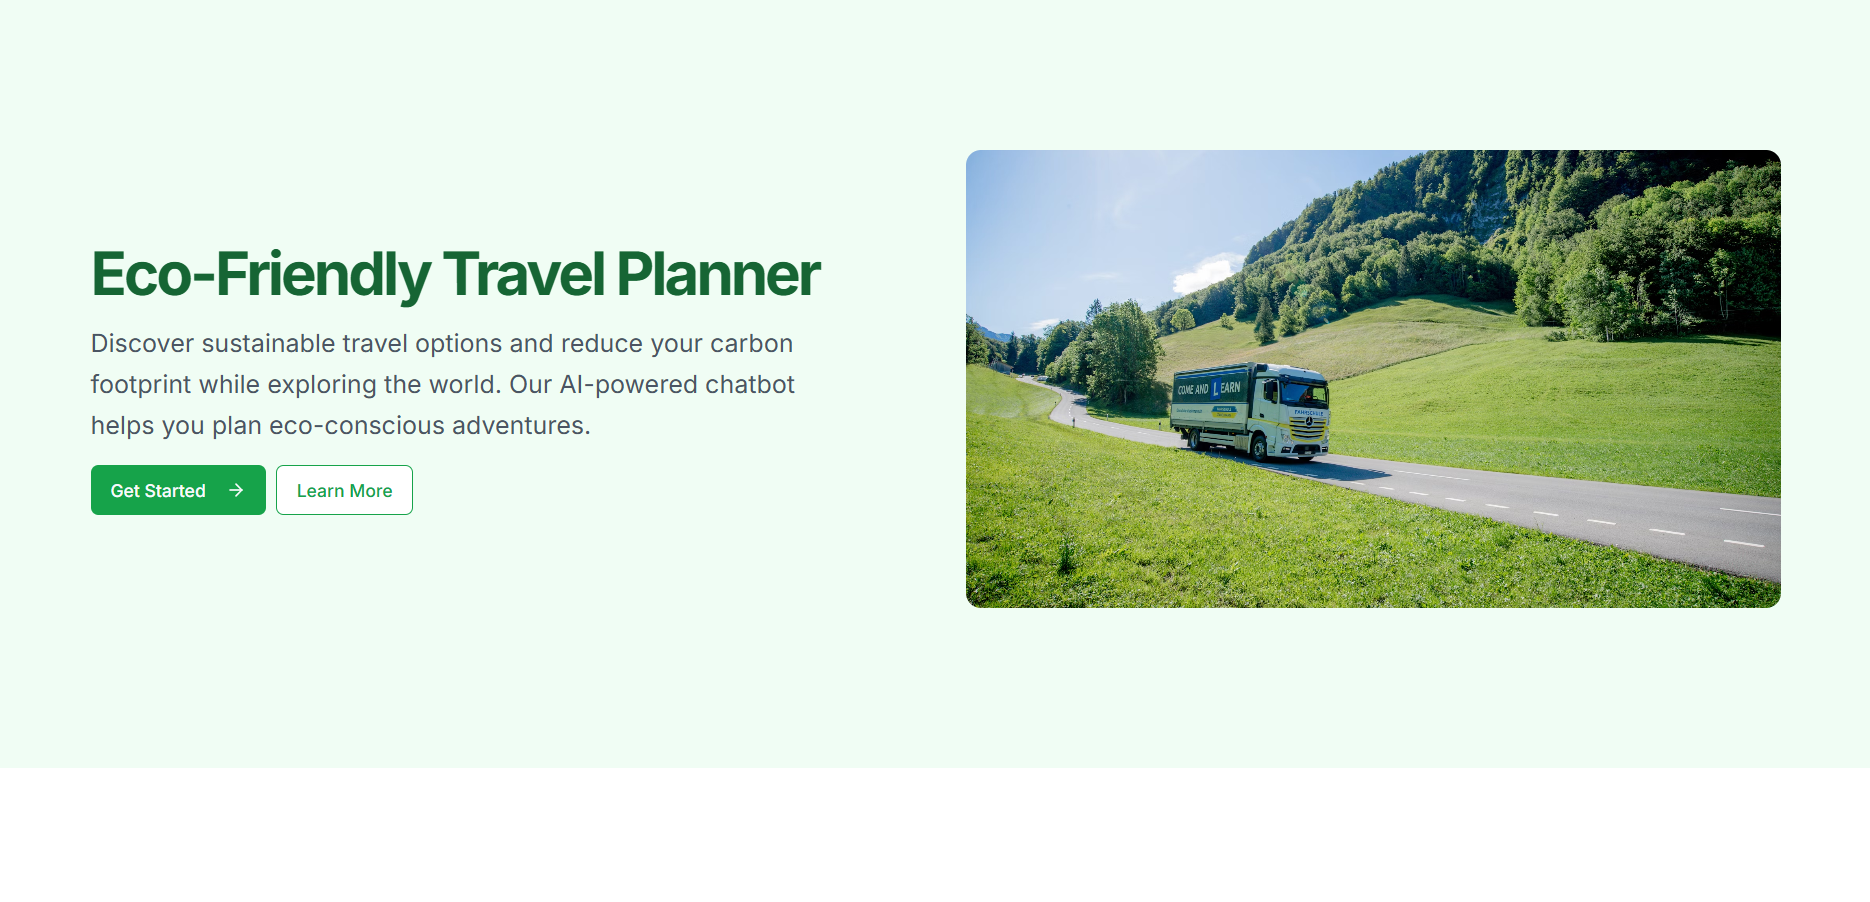 Eco-Friendly Travel Planner
Discover sustainable travel options and reduce your carbon
footprint while exploring the world. Our AI-powered chatbot
helps you plan eco-conscious adventures.
Get Started
Learn More
COME AND LEARN
FAHRSCHULE